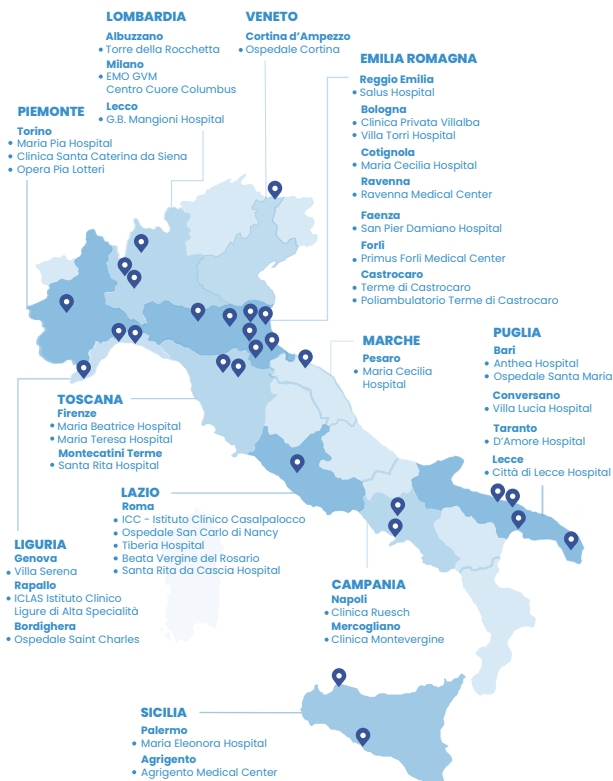 LOMBARDIA
Albuzzano
• Torre della Rocchetta
Milano
• EMO GVM
Centro Cuore Columbus
Lecco
• G.B. Mangioni Hospital
VENETO
Cortina d'Ampezzo
• Ospedale Cortina
EMILIA ROMAGNA
Reggio Emilia
• Salus Hospital
Bologna
• Clinica Privata Villalba
• Villa Torri Hospital
Cotignola
• Maria Cecilia Hospital
Ravenna
• Ravenna Medical Center
Faenza
• San Pier Damiano Hospital
Forlì
• Primus Forlì Medical Center
Castrocaro
• Terme di Castrocaro
• Poliambulatorio Terme di Castrocaro
PIEMONTE
Torino
• Maria Pia Hospital
• Clinica Santa Caterina da Siena
• Opera Pia Lotteri
MARCHE
Pesaro
• Maria Cecilia
Hospital
PUGLIA
Bari
• Anthea Hospital
• Ospedale Santa Maria
Conversano
• Villa Lucia Hospital
Taranto
• D'Amore Hospital
Lecce
• Città di Lecce Hospital
TOSCANA
Firenze
• Maria Beatrice Hospital
• Maria Teresa Hospital
Montecatini Terme
• Santa Rita Hospital
LAZIO
Roma
• ICC - Istituto Clinico Casalpalocco
• Ospedale San Carlo di Nancy
• Tiberia Hospital
• Beata Vergine del Rosario
• Santa Rita da Cascia Hospital
LIGURIA
Genova
• Villa Serena
Rapallo
• ICLAS Istituto Clinico
Ligure di Alta Specialità
Bordighera
• Ospedale Saint Charles
CAMPANIA
Napoli
• Clinica Ruesch
Mercogliano
• Clinica Montevergine
SICILIA
Palermo
• Maria Eleonora Hospital
Agrigento
• Agrigento Medical Center